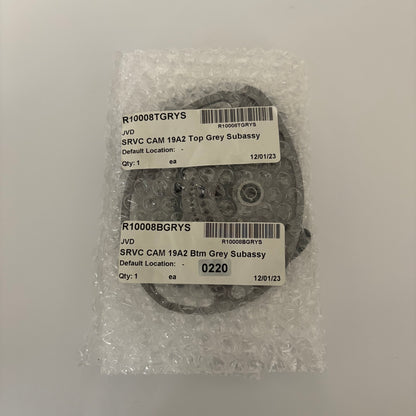 R10008TGRYS
R10008TGRYS
JVD
SRVC CAM 19A2 Top Grey Subassy
Default Location: -
Qty: 1 ea 12/01/23
R10008BGRYS
JVD R10008BGRYS
SRVC CAM 19A2 Btm Grey Subassy
Default Location: - 0220
Qty: 1 ea 12/01/23